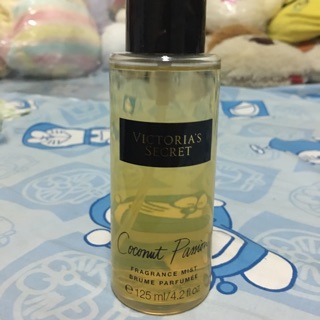 VICTORIA'S
SECRET
Coconut Passion
FRAGRANCE MIST
BRUME PARFUMÉE
℮ 125 ml/4.2 fl oz